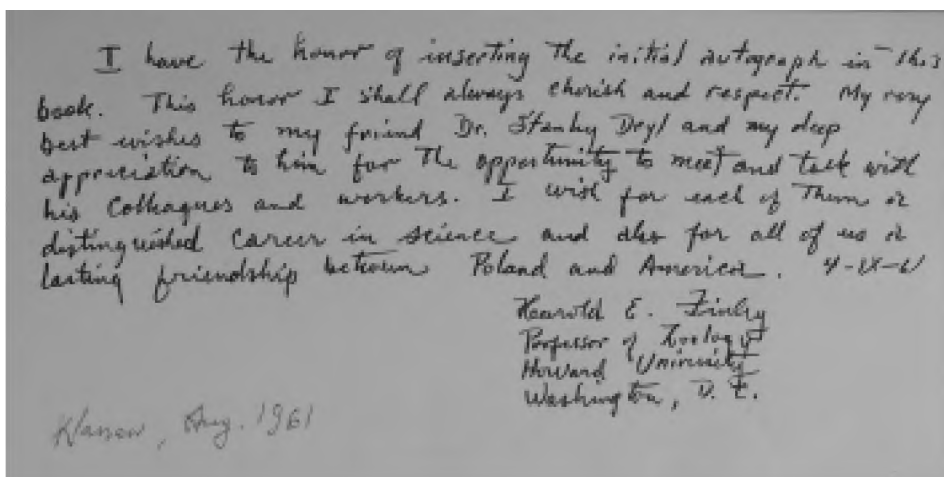 I have the honor of inserting the initial autograph in this
book. This honor I shall always cherish and respect. My very
best wishes to my friend Dr. Stanley Dryl and my deep
appreciation to him for the opportunity to meet and talk with
his colleagues and workers. I wish for each of them a
distinguished career in science and also for all of us a
lasting friendship between Poland and America. 4-IX-61
Harold E. Finley
Professor of Zoology
Howard University
Washington, D. C.
Warsaw, Aug. 1961